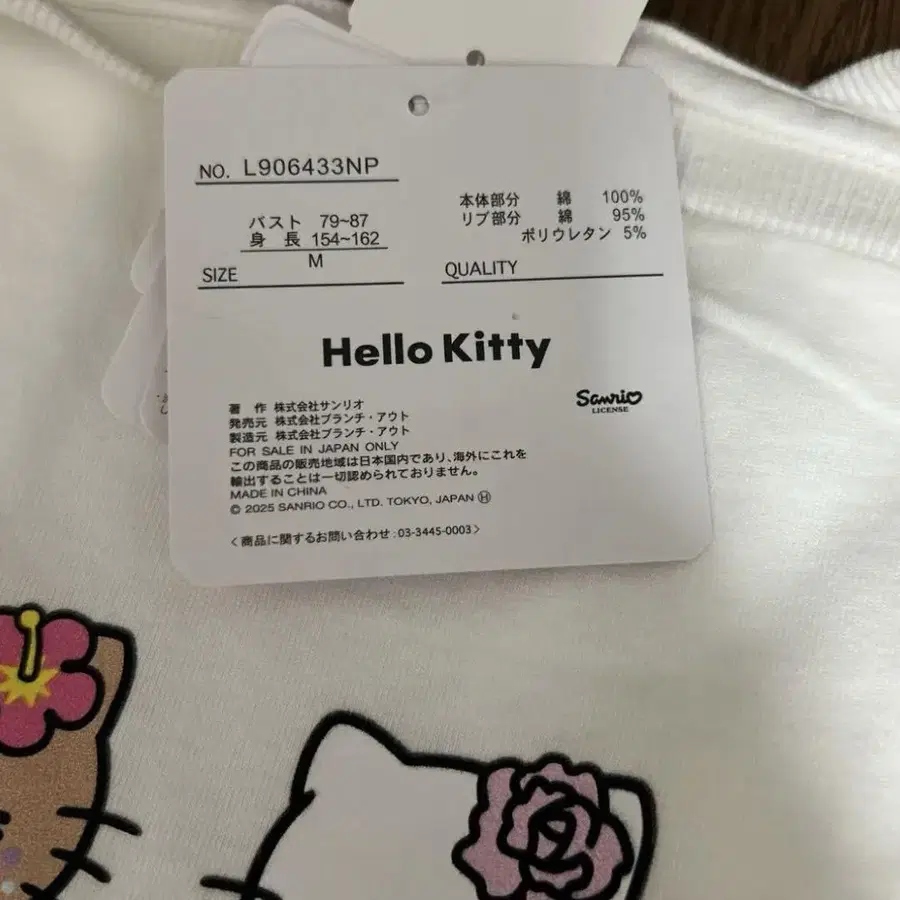 NO. L906433NP
バスト 79~87
身 長 154~162
M
SIZE
本体部分 綿 100%
リブ部分 綿 95%
ポリウレタン 5%
QUALITY
Hello Kitty
Sanrio
LICENSE
著 作 株式会社サンリオ
発売元 株式会社ブランチ・アウト
製造元 株式会社ブランチ・アウト
FOR SALE IN JAPAN ONLY
この商品の販売地域は日本国内であり、海外にこれを
輸出することは一切認められておりません。
MADE IN CHINA
© 2025 SANRIO CO., LTD. TOKYO, JAPAN Ⓗ
〈商品に関するお問い合わせ:03-3445-0003〉